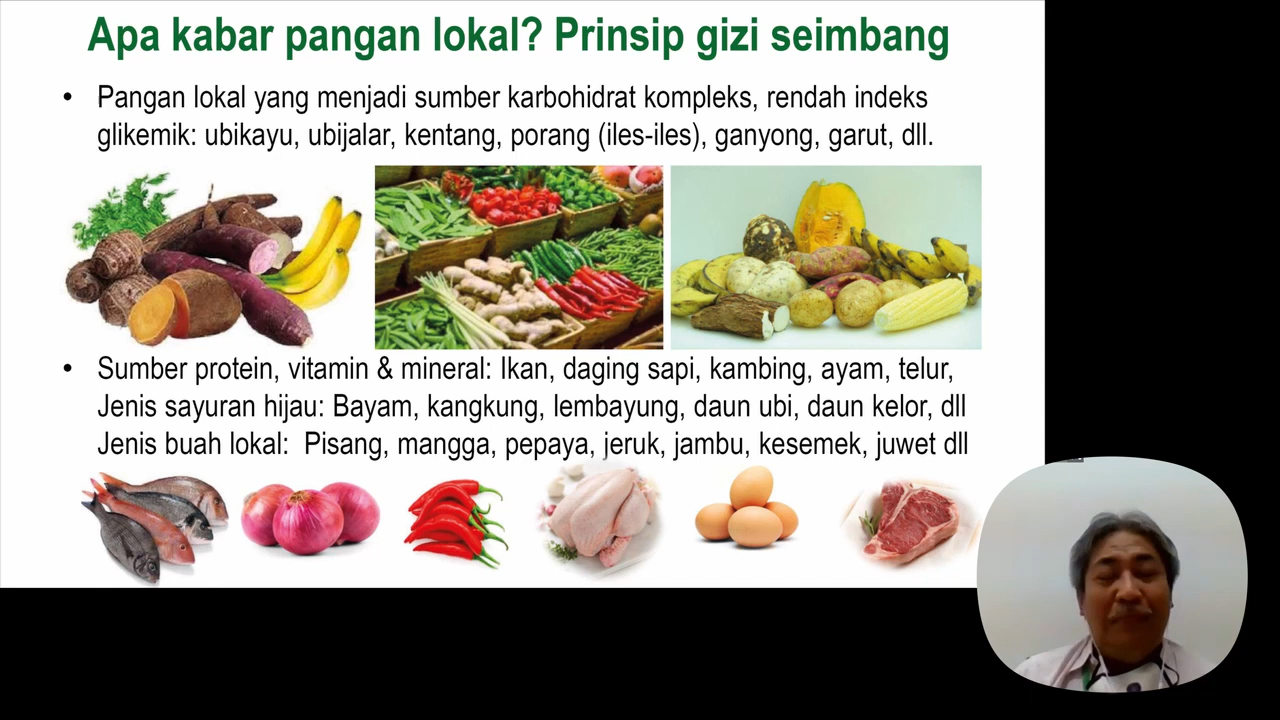 Apa kabar pangan lokal? Prinsip gizi seimbang
• Pangan lokal yang menjadi sumber karbohidrat kompleks, rendah indeks
glikemik: ubikayu, ubijalar, kentang, porang (iles-iles), ganyong, garut, dll.
• Sumber protein, vitamin & mineral: Ikan, daging sapi, kambing, ayam, telur,
Jenis sayuran hijau: Bayam, kangkung, lembayung, daun ubi, daun kelor, dll
Jenis buah lokal: Pisang, mangga, pepaya, jeruk, jambu, kesemek, juwet dll